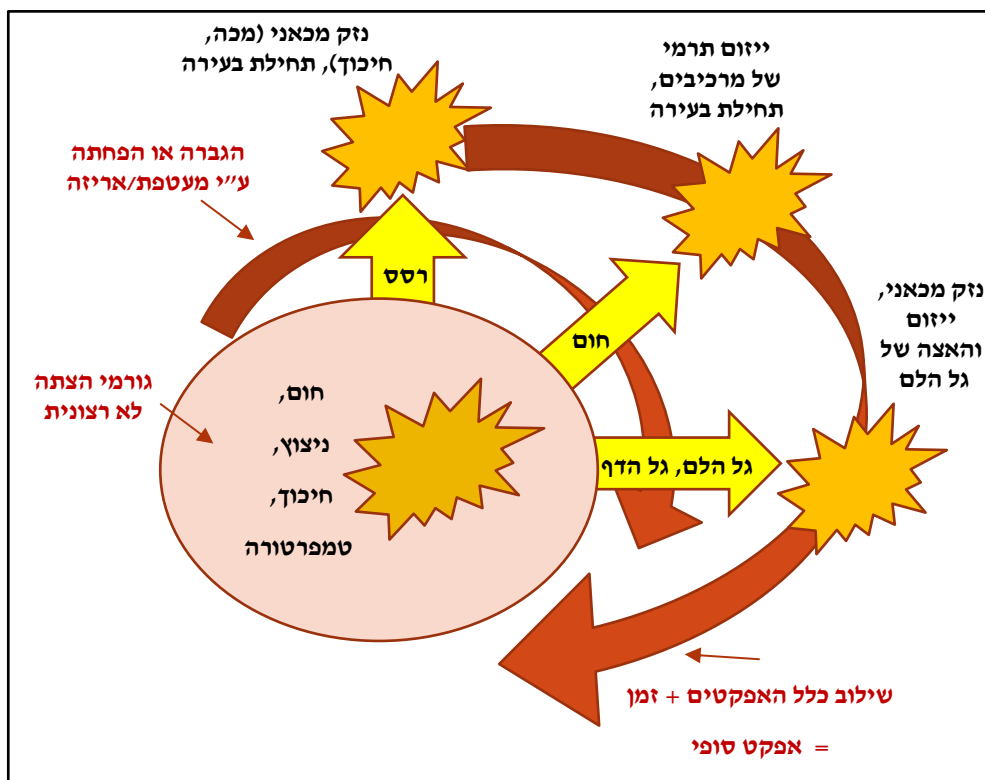 נזק מכאני (מכה,
חיכוך), תחילת בעירה
ייזום תרמי
של מרכיבים,
תחילת בעירה
הגברה או הפחתה
ע״י מעטפת/אריזה
רסס
חום
נזק מכאני,
ייזום
והאצה של
גל הלם
גורמי הצתה
לא רצונית
חום,
ניצוץ,
חיכוך,
טמפרטורה
גל הלם, גל הדף
שילוב כלל האפקטים + זמן
= אפקט סופי